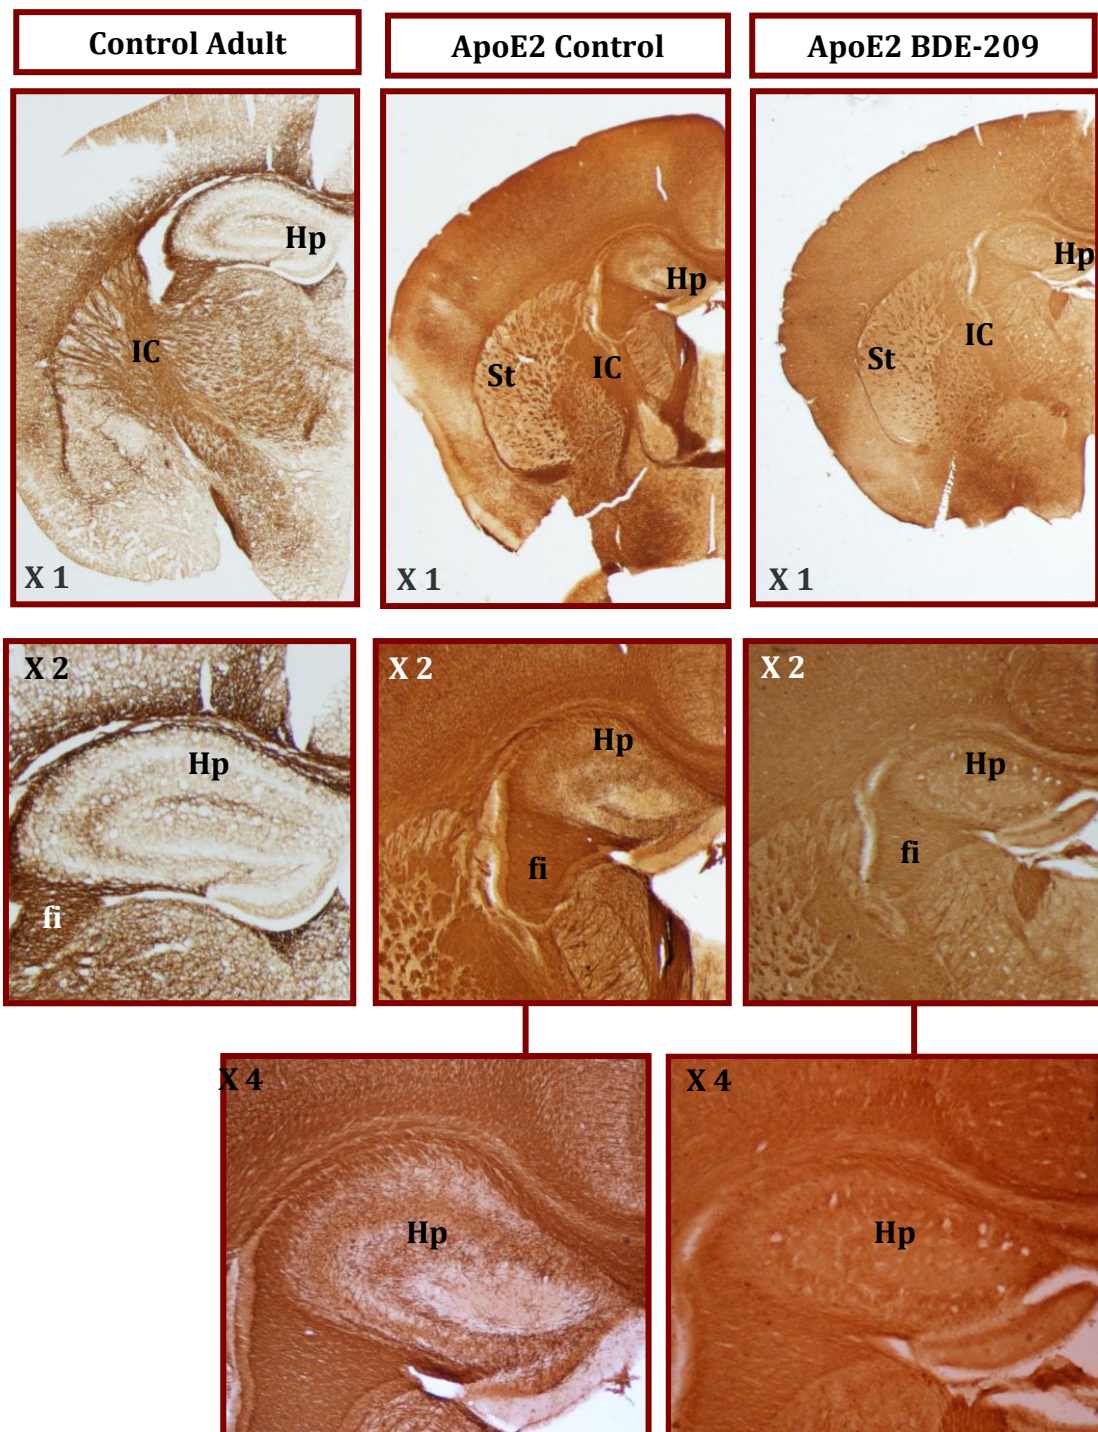 Control Adult
ApoE2 Control
ApoE2 BDE-209
Hp
IC
X 1
Hp
St
IC
X 1
Hp
St
IC
X 1
X 2
Hp
fi
X 2
Hp
fi
X 2
Hp
fi
X 4
Hp
X 4
Hp